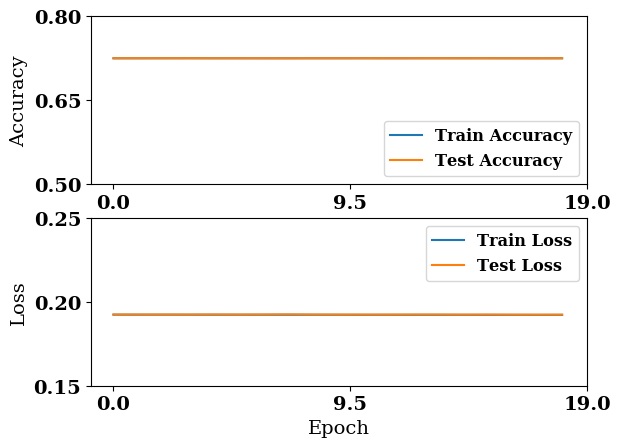 0.80
0.65
0.50
Accuracy
Train Accuracy
Test Accuracy
0.0 9.5 19.0
0.25
0.20
0.15
Loss
Train Loss
Test Loss
0.0 9.5 19.0
Epoch